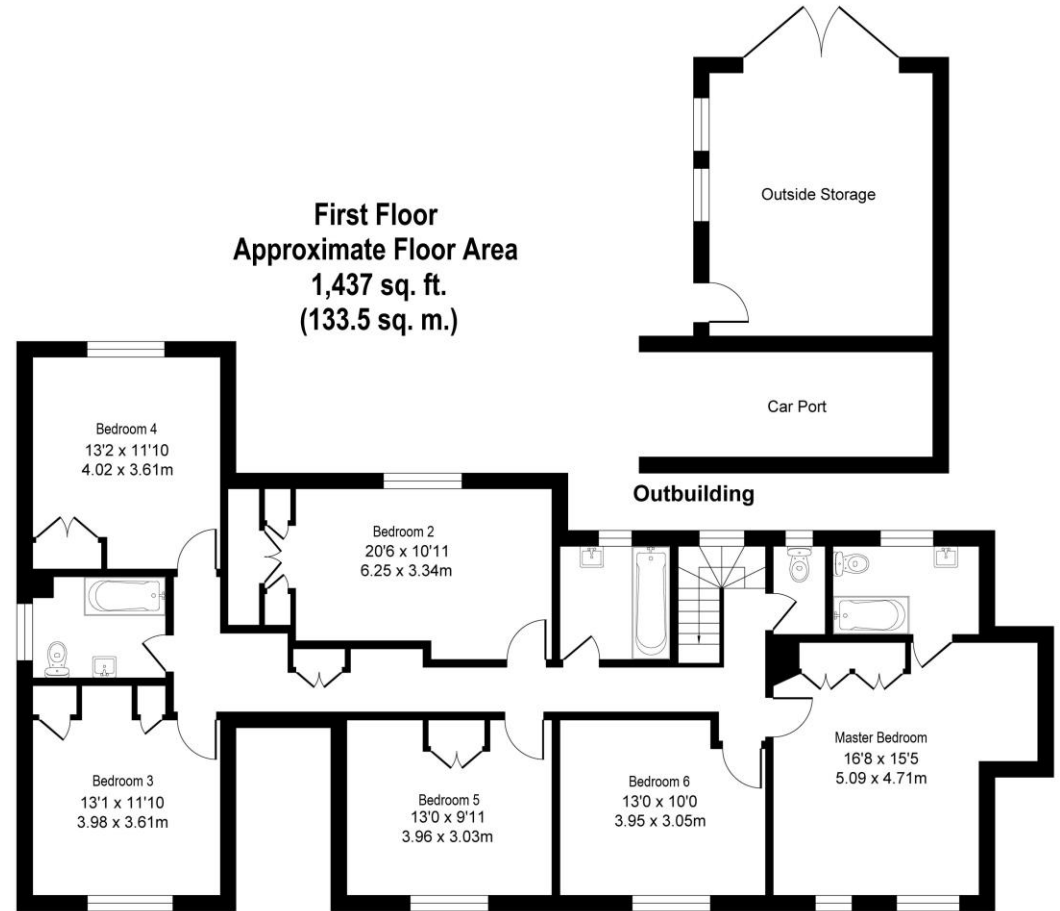 First Floor
Approximate Floor Area
1,437 sq. ft.
(133.5 sq. m.)
Outside Storage
Car Port
Outbuilding
Bedroom 4
13'2 x 11'10
4.02 x 3.61m
Bedroom 2
20'6 x 10'11
6.25 x 3.34m
Master Bedroom
16'8 x 15'5
5.09 x 4.71m
Bedroom 3
13'1 x 11'10
3.98 x 3.61m
Bedroom 5
13'0 x 9'11
3.96 x 3.03m
Bedroom 6
13'0 x 10'0
3.95 x 3.05m